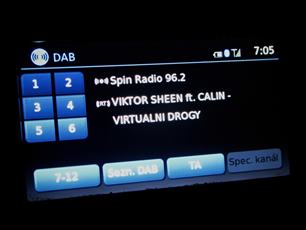 DAB 7:05
1 2 Spin Radio 96.2
3 4 VIKTOR SHEEN ft. CALIN -
VIRTUALNI DROGY
5 6
7-12 Sezn. DAB TA Spec. kanál